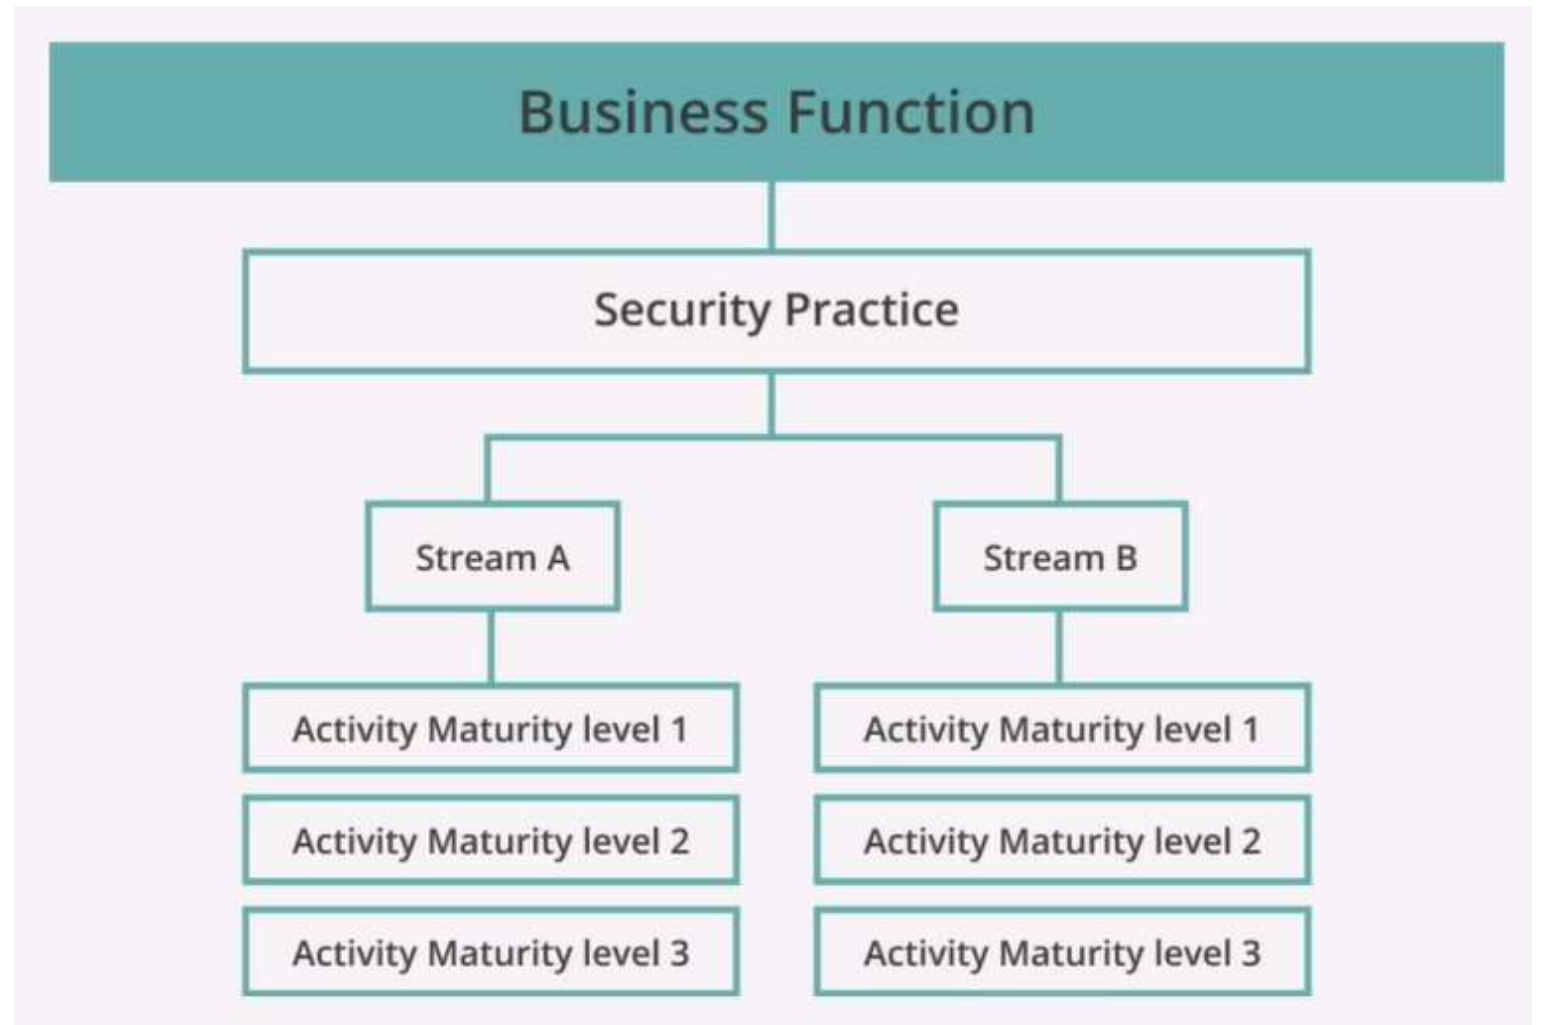 Business Function
Security Practice
Stream A
Stream B
Activity Maturity level 1
Activity Maturity level 1
Activity Maturity level 2
Activity Maturity level 2
Activity Maturity level 3
Activity Maturity level 3